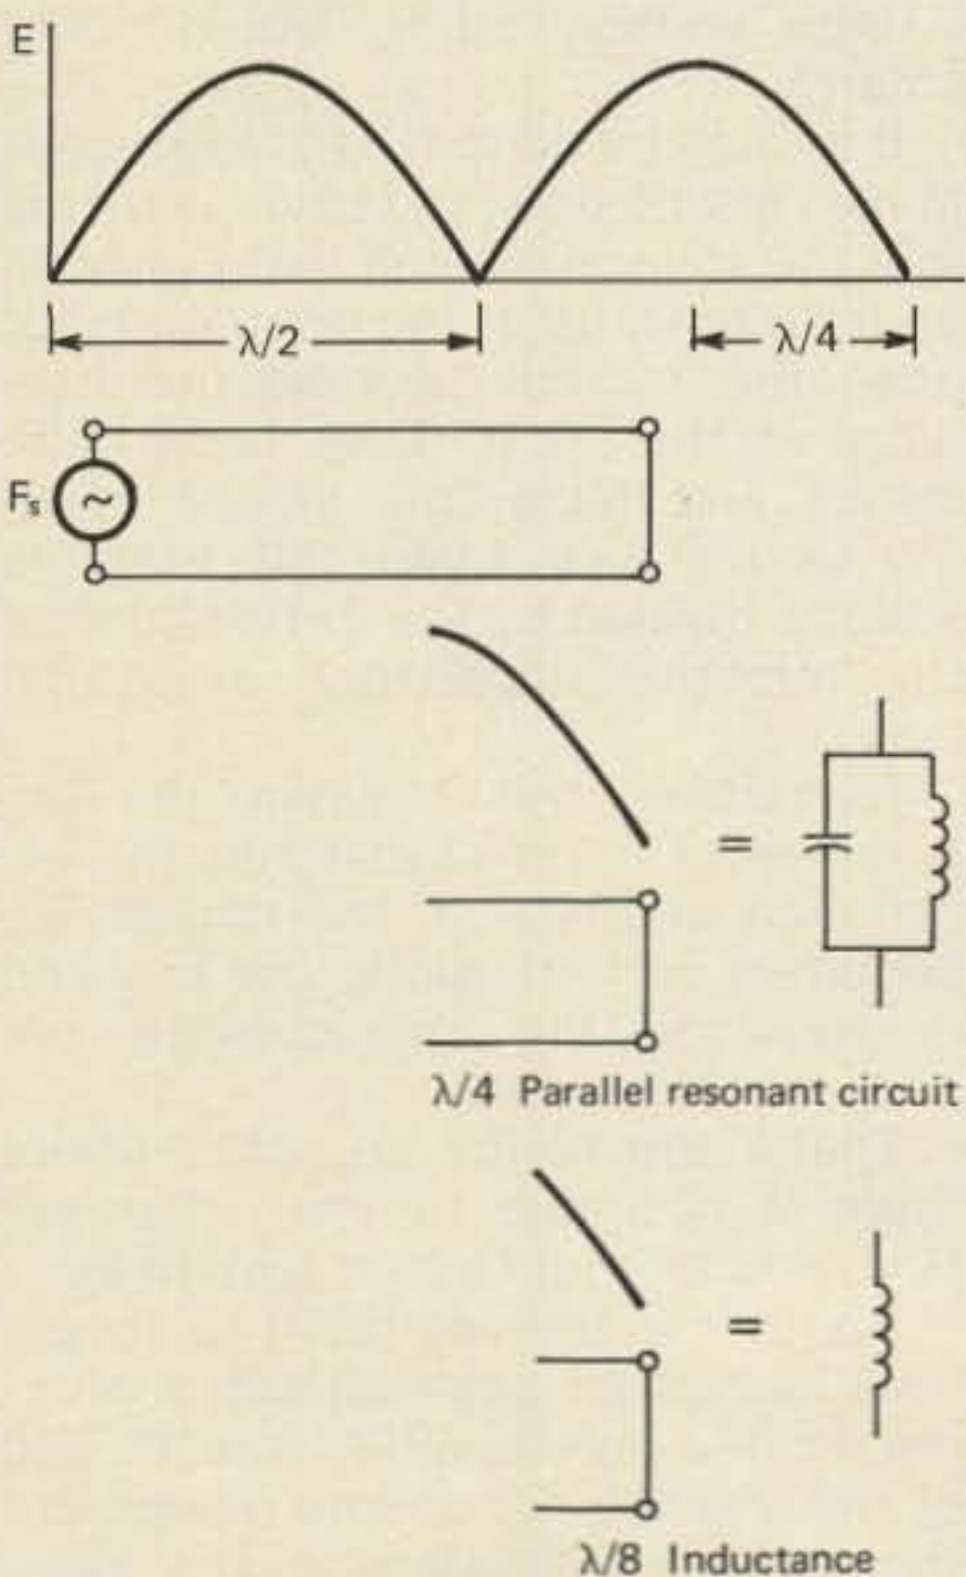 E
λ/2 λ/4
Fs ~
=
λ/4 Parallel resonant circuit
=
λ/8 Inductance